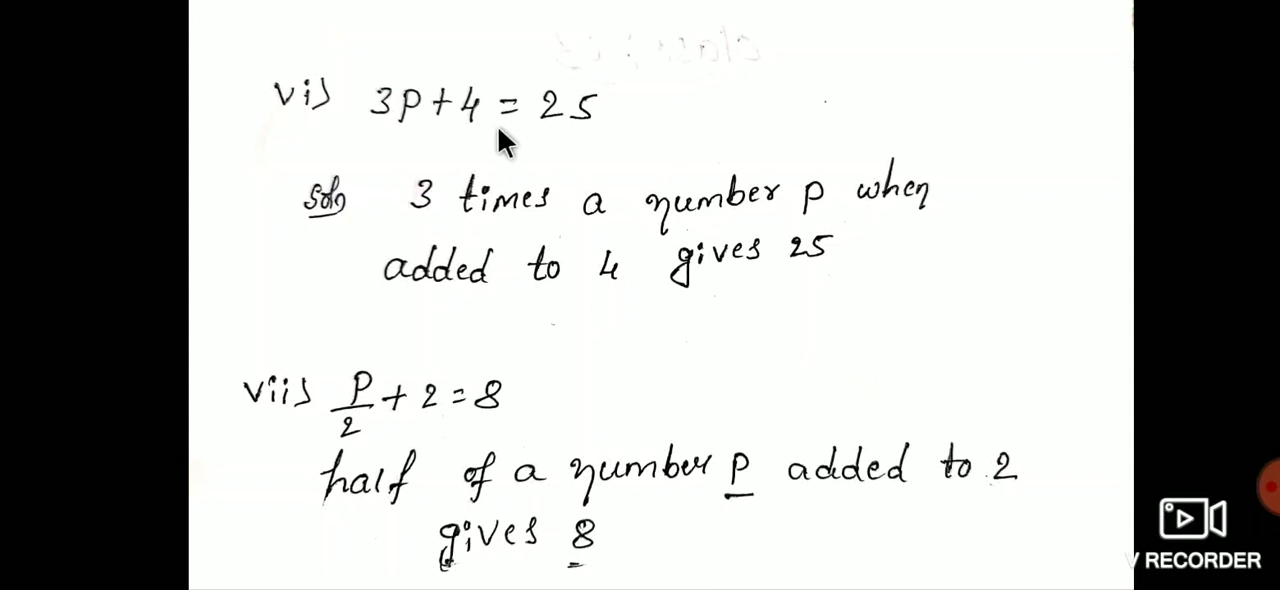 vi) 3p+4 = 25
Soln 3 times a number p when
added to 4 gives 25
vii) p/2 + 2 = 8
half of a number p added to 2
gives 8
V RECORDER